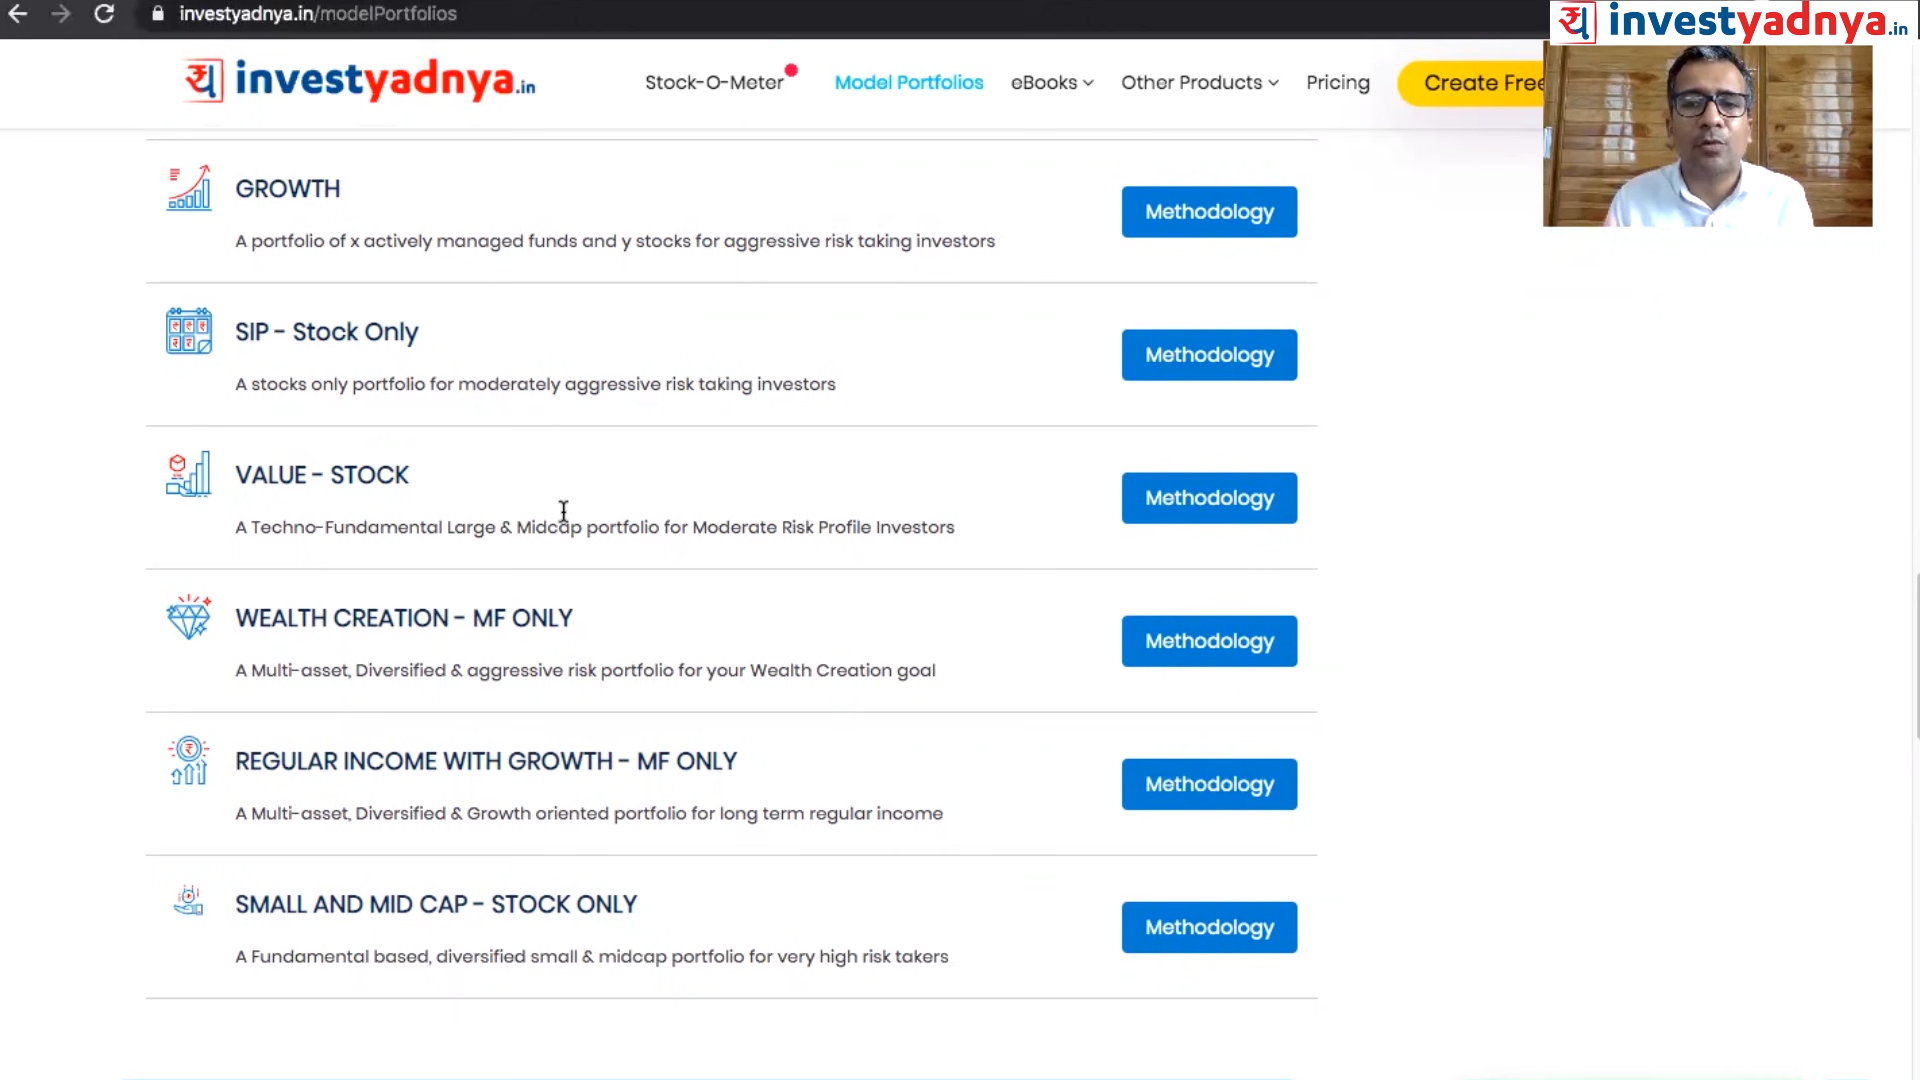 investyadnya.in/modelPortfolios
investyadnya.in
investyadnya.in
Stock-O-Meter
Model Portfolios
eBooks
Other Products
Pricing
Create Free
GROWTH
A portfolio of x actively managed funds and y stocks for aggressive risk taking investors
Methodology
SIP - Stock Only
A stocks only portfolio for moderately aggressive risk taking investors
Methodology
VALUE - STOCK
A Techno-Fundamental Large & Midcap portfolio for Moderate Risk Profile Investors
Methodology
WEALTH CREATION - MF ONLY
A Multi-asset, Diversified & aggressive risk portfolio for your Wealth Creation goal
Methodology
REGULAR INCOME WITH GROWTH - MF ONLY
A Multi-asset, Diversified & Growth oriented portfolio for long term regular income
Methodology
SMALL AND MID CAP - STOCK ONLY
A Fundamental based, diversified small & midcap portfolio for very high risk takers
Methodology